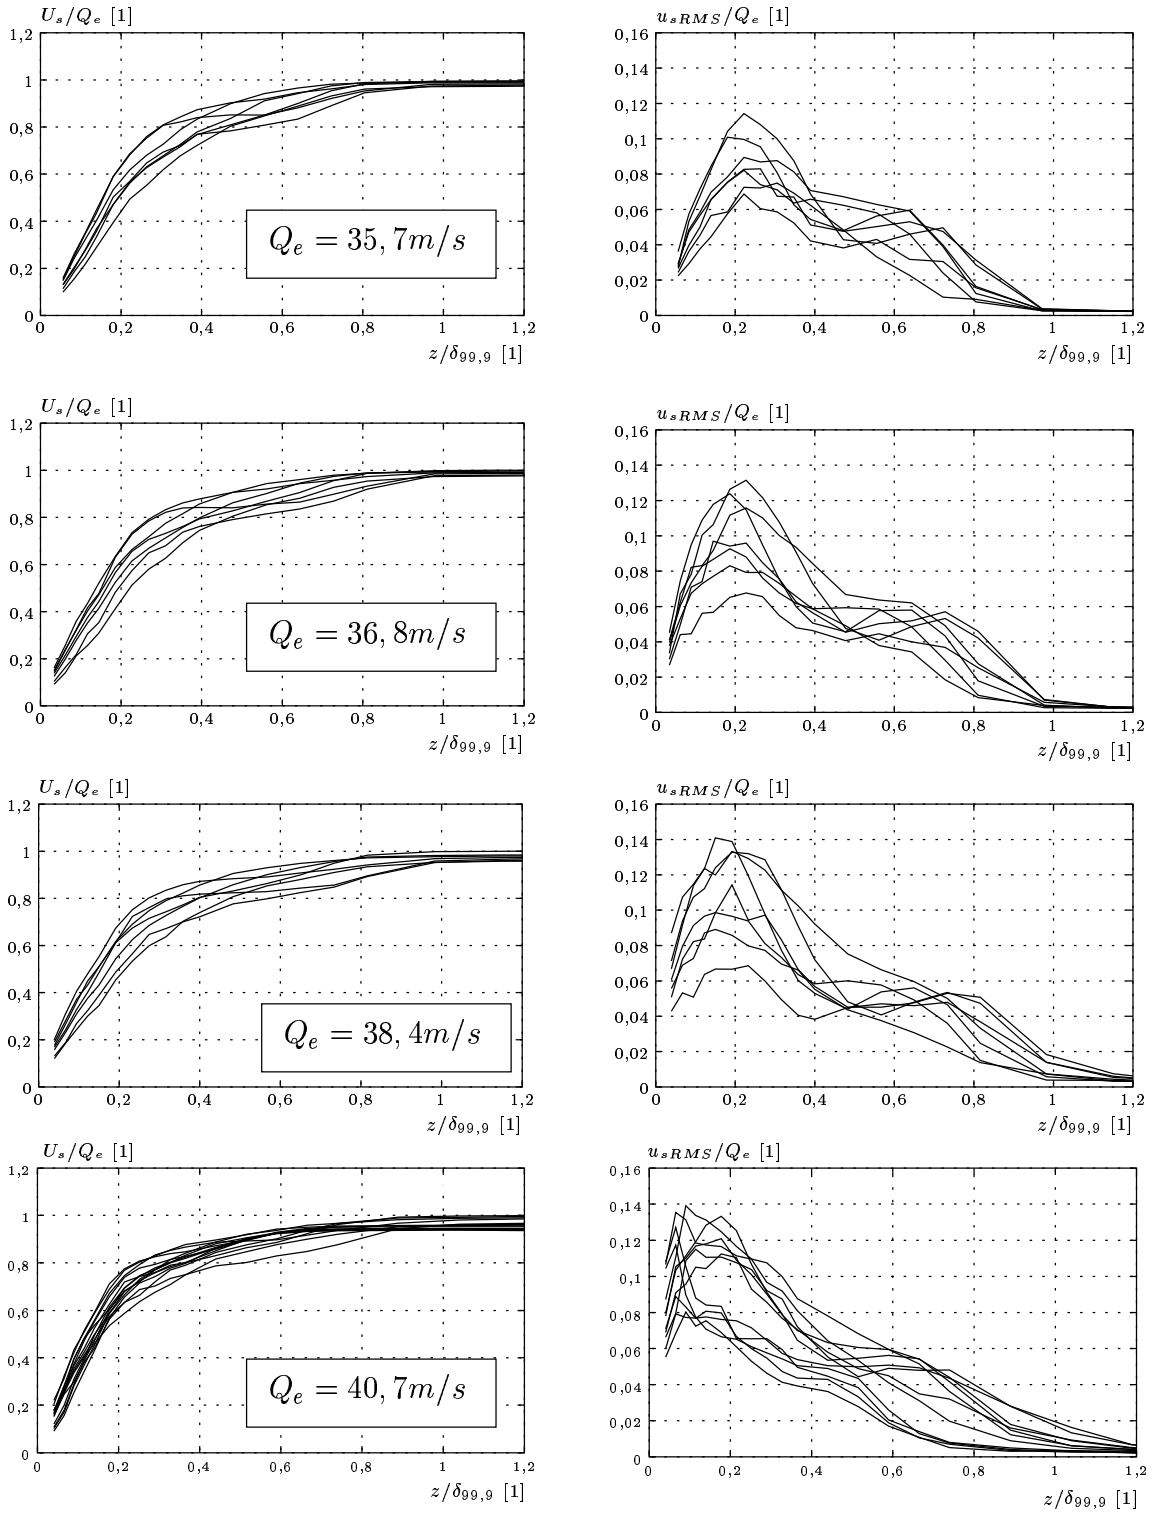 U_s/Q_e [1]
1,2
1
0,8
0,6
0,4
0,2
0
Q_e = 35,7m/s
0 0,2 0,4 0,6 0,8 1 1,2
z/δ_99,9 [1]
u_sRMS/Q_e [1]
0,16
0,14
0,12
0,1
0,08
0,06
0,04
0,02
0
0 0,2 0,4 0,6 0,8 1 1,2
z/δ_99,9 [1]
U_s/Q_e [1]
1,2
1
0,8
0,6
0,4
0,2
0
Q_e = 36,8m/s
0 0,2 0,4 0,6 0,8 1 1,2
z/δ_99,9 [1]
u_sRMS/Q_e [1]
0,16
0,14
0,12
0,1
0,08
0,06
0,04
0,02
0
0 0,2 0,4 0,6 0,8 1 1,2
z/δ_99,9 [1]
U_s/Q_e [1]
1,2
1
0,8
0,6
0,4
0,2
0
Q_e = 38,4m/s
0 0,2 0,4 0,6 0,8 1 1,2
z/δ_99,9 [1]
u_sRMS/Q_e [1]
0,16
0,14
0,12
0,1
0,08
0,06
0,04
0,02
0
0 0,2 0,4 0,6 0,8 1 1,2
z/δ_99,9 [1]
U_s/Q_e [1]
1,2
1
0,8
0,6
0,4
0,2
0
Q_e = 40,7m/s
0 0,2 0,4 0,6 0,8 1 1,2
z/δ_99,9 [1]
u_sRMS/Q_e [1]
0,16
0,14
0,12
0,1
0,08
0,06
0,04
0,02
0
0 0,2 0,4 0,6 0,8 1 1,2
z/δ_99,9 [1]